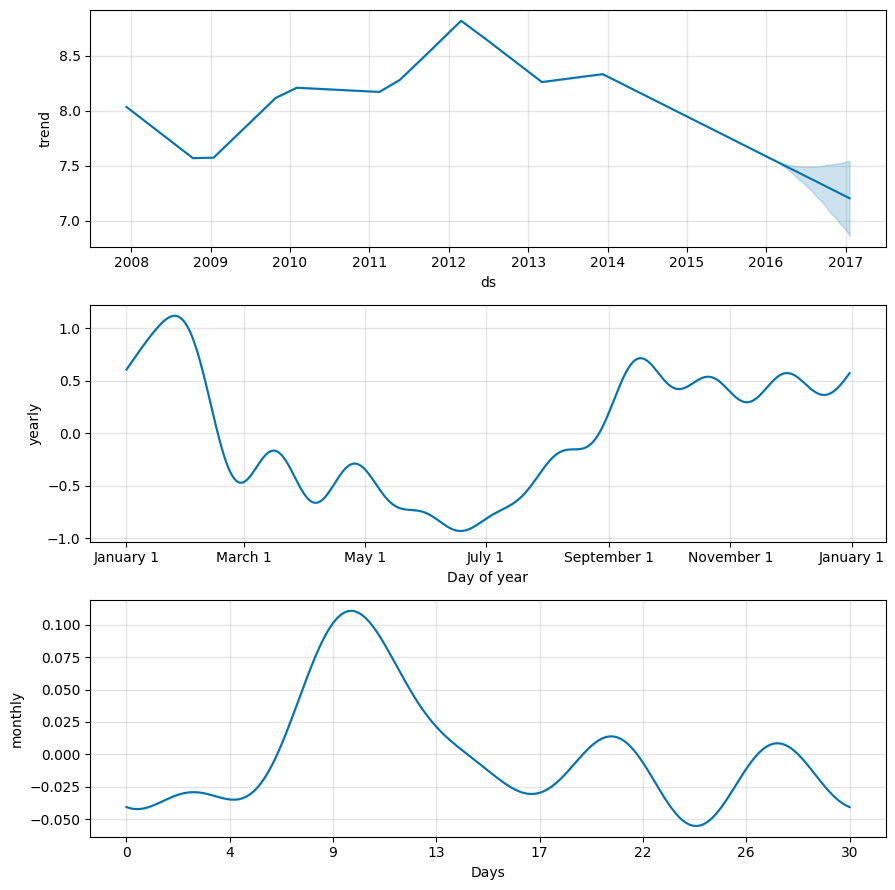 8.5
8.0
7.5
7.0
trend
2008 2009 2010 2011 2012 2013 2014 2015 2016 2017
ds
1.0
0.5
0.0
−0.5
−1.0
yearly
January 1 March 1 May 1 July 1 September 1 November 1 January 1
Day of year
0.100
0.075
0.050
0.025
0.000
−0.025
−0.050
monthly
0 4 9 13 17 22 26 30
Days